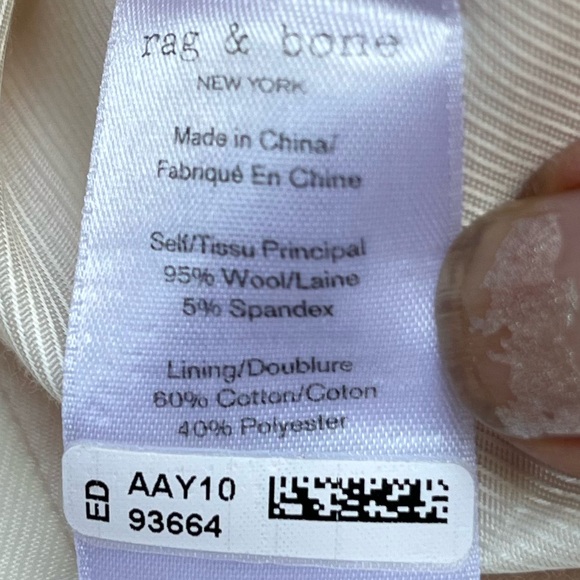 rag & bone
NEW YORK
Made in China/
Fabriqué En Chine
Self/Tissu Principal
95% Wool/Laine
5% Spandex
Lining/Doublure
60% Cotton/Coton
40% Polyester
ED
AAY10
93664